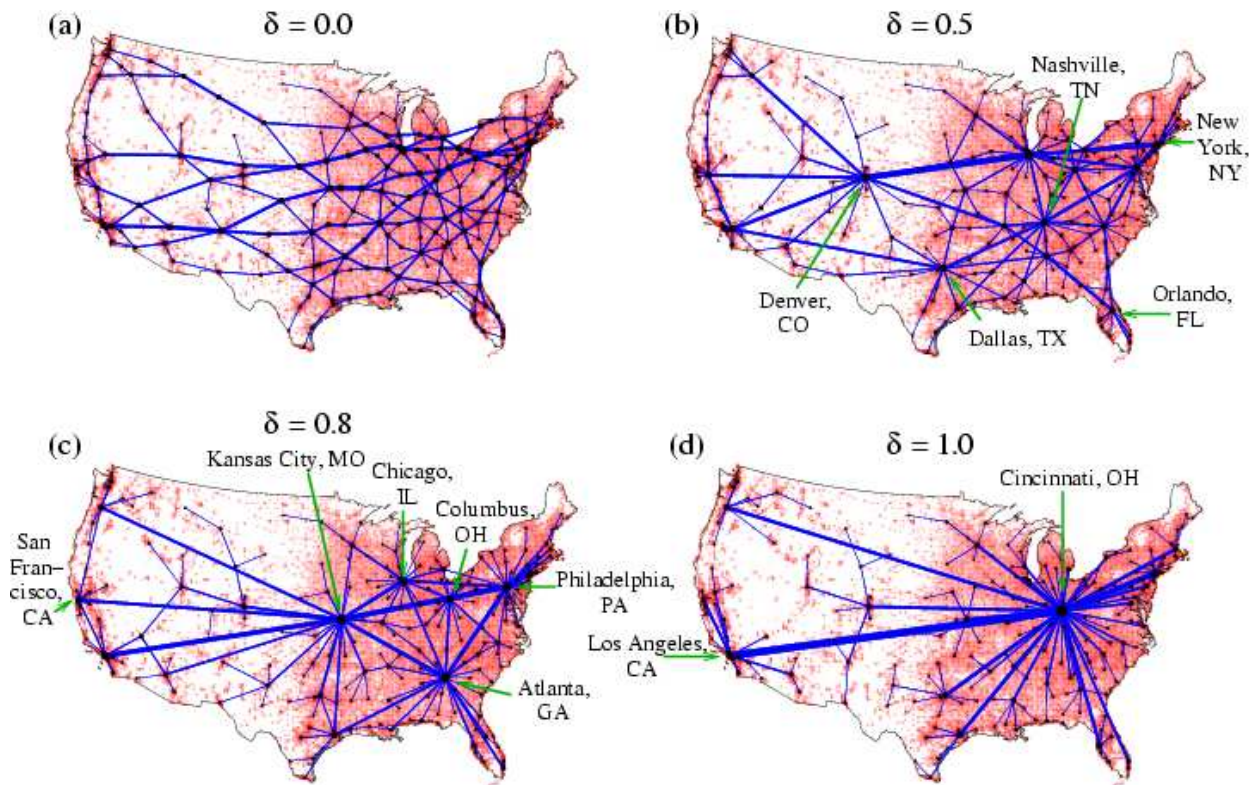 (a)
δ = 0.0
(b)
δ = 0.5
Nashville,
TN
New
York,
NY
Denver,
CO
Dallas, TX
Orlando,
FL
(c)
δ = 0.8
Kansas City, MO
Chicago,
IL
Columbus,
OH
San
Fran–
cisco,
CA
Philadelphia,
PA
Atlanta,
GA
(d)
δ = 1.0
Cincinnati, OH
Los Angeles,
CA